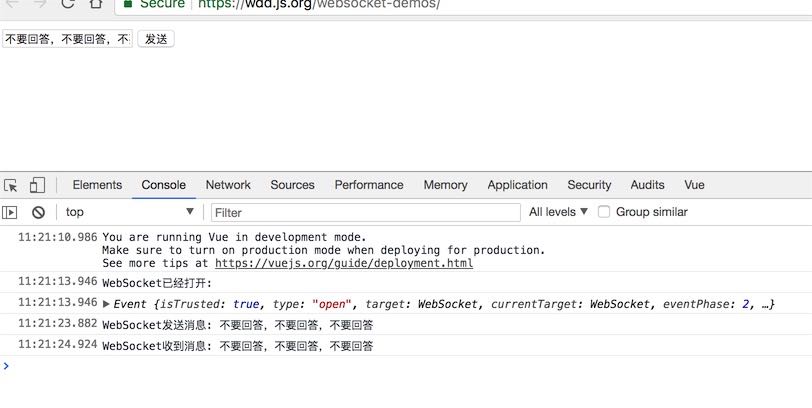 Secure https://wdd.js.org/websocket-demos/
不要回答，不要回答，不 发送
Elements Console Network Sources Performance Memory Application Security Audits Vue
top Filter All levels Group similar
11:21:10.986 You are running Vue in development mode.
Make sure to turn on production mode when deploying for production.
See more tips at https://vuejs.org/guide/deployment.html
11:21:13.946 WebSocket已经打开:
11:21:13.946 Event {isTrusted: true, type: "open", target: WebSocket, currentTarget: WebSocket, eventPhase: 2, …}
11:21:23.882 WebSocket发送消息: 不要回答，不要回答，不要回答
11:21:24.924 WebSocket收到消息: 不要回答，不要回答，不要回答